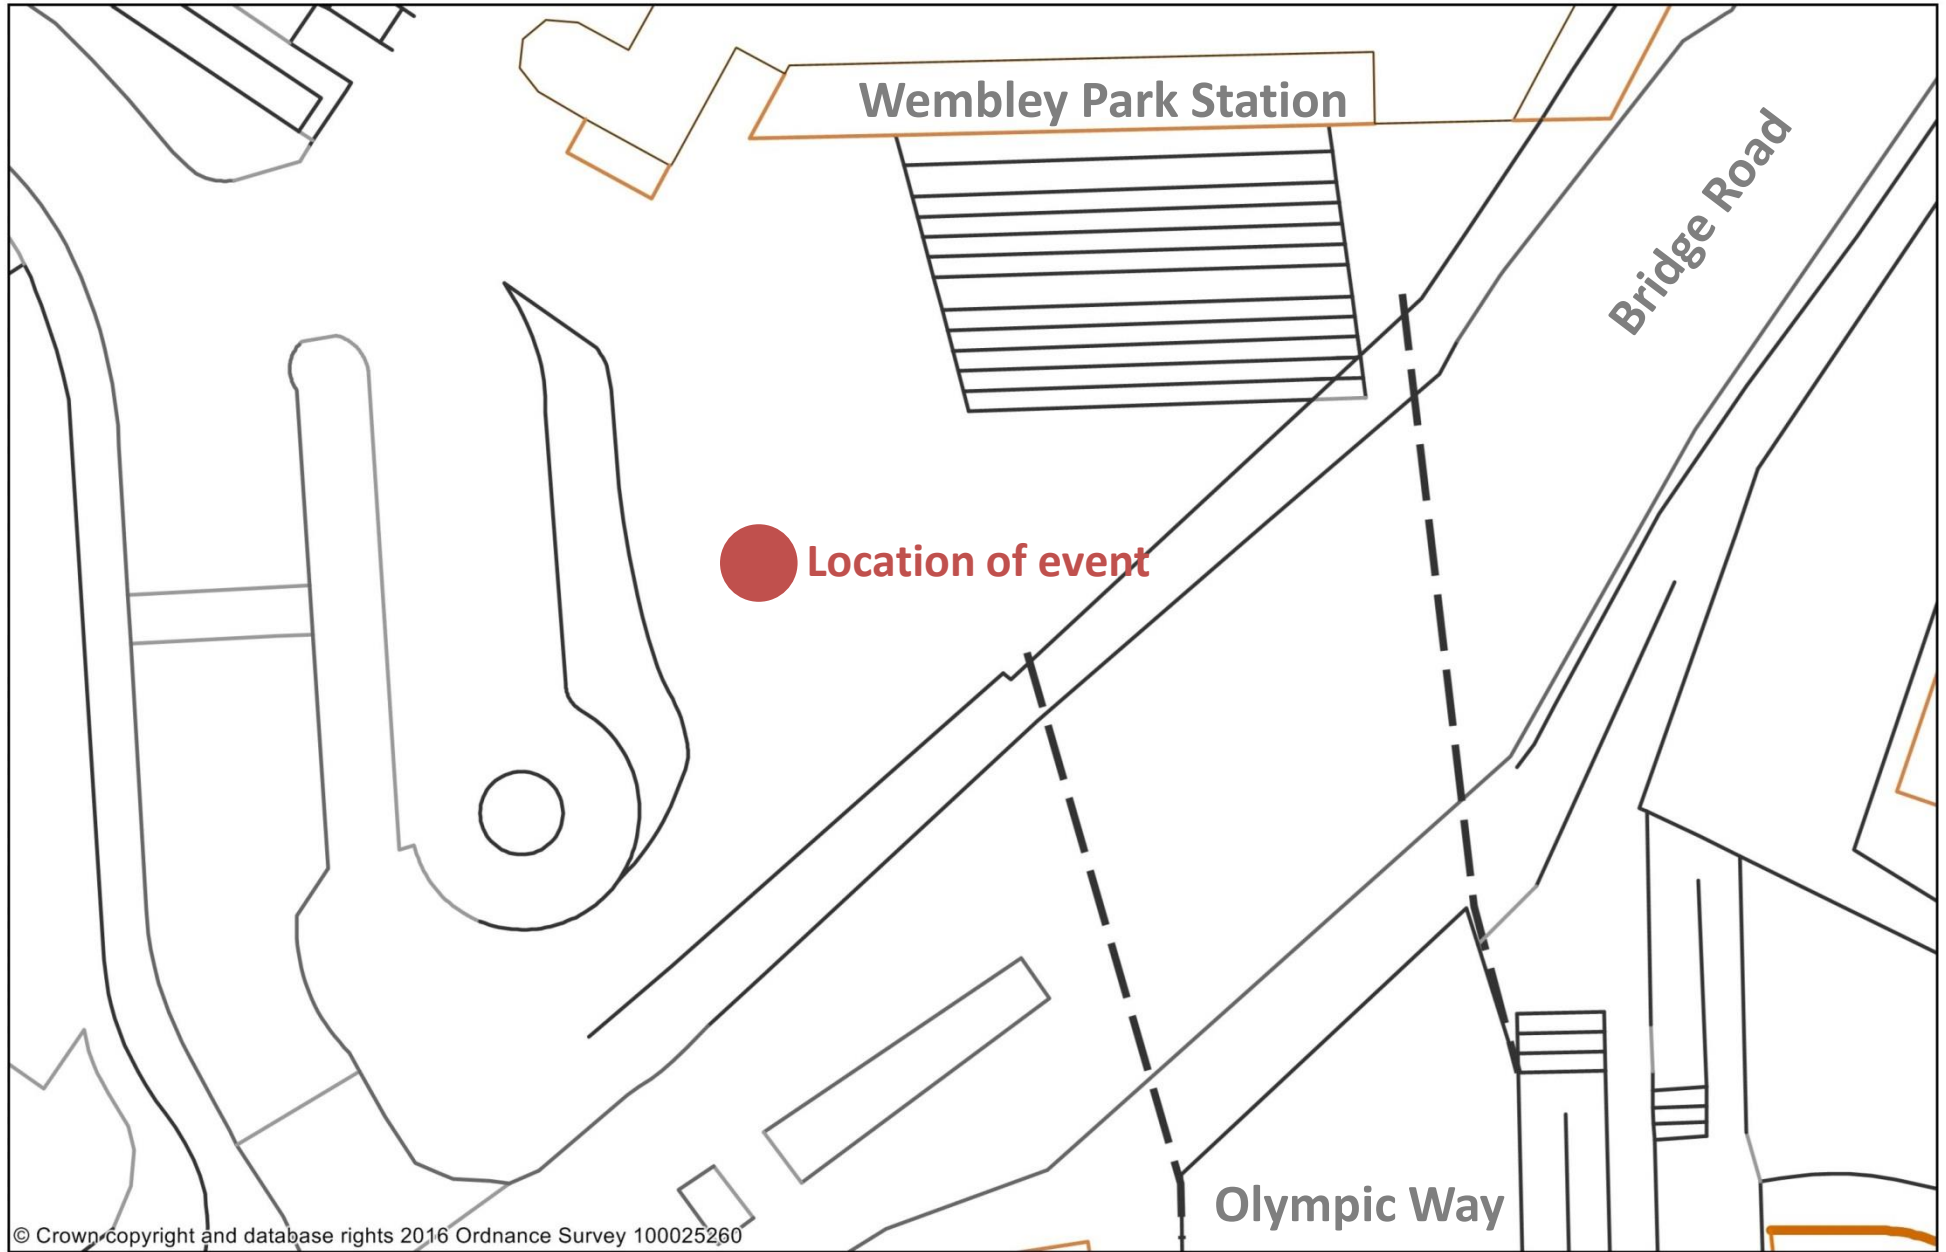 Wembley Park Station
Bridge Road
Location of event
Olympic Way
© Crown copyright and database rights 2016 Ordnance Survey 100025260